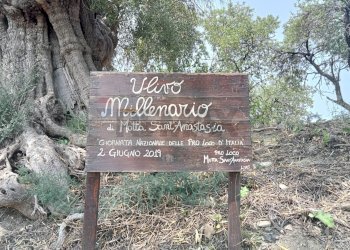 Ulivo
Millenario
di Motta Sant'Anastasia
Giornata Nazionale delle Pro Loco d'Italia
2 Giugno 2019
Pro Loco
Motta Sant'Anastasia